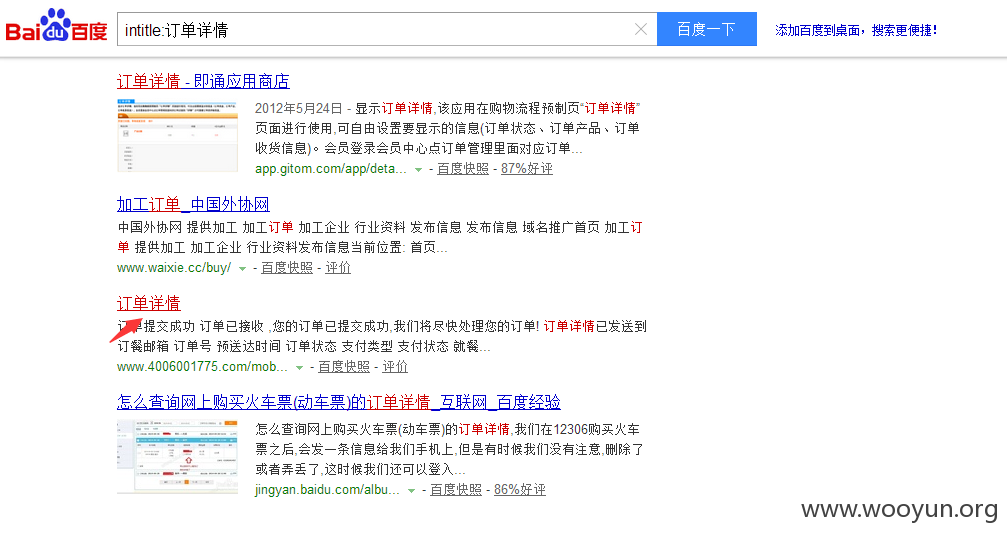 Bai du 百度
intitle:订单详情
百度一下
添加百度到桌面，搜索更便捷！
订单详情 - 即通应用商店
2012年5月24日 - 显示订单详情,该应用在购物流程预制页“订单详情”
页面进行使用,可自由设置要显示的信息(订单状态、订单产品、订单
收货信息)。会员登录会员中心点订单管理里面对应订单...
app.gitom.com/app/deta... - 百度快照 - 87%好评
加工订单_中国外协网
中国外协网 提供加工 加工订单 加工企业 行业资料 发布信息 发布信息 域名推广首页 加工订
单 提供加工 加工企业 行业资料发布信息当前位置: 首页...
www.waixie.cc/buy/ - 百度快照 - 评价
订单详情
订单提交成功 订单已接收 ,您的订单已提交成功,我们将尽快处理您的订单! 订单详情已发送到
订餐邮箱 订单号 预送达时间 订单状态 支付类型 支付状态 就餐...
www.4006001775.com/mob... - 百度快照 - 评价
怎么查询网上购买火车票(动车票)的订单详情_互联网_百度经验
怎么查询网上购买火车票(动车票)的订单详情,我们在12306购买火车
票之后,会发一条信息给我们手机上,但是有时候我们没有注意,删除了
或者弄丢了,这时候我们还可以登入...
jingyan.baidu.com/albu... - 百度快照 - 86%好评
www.wooyun.org